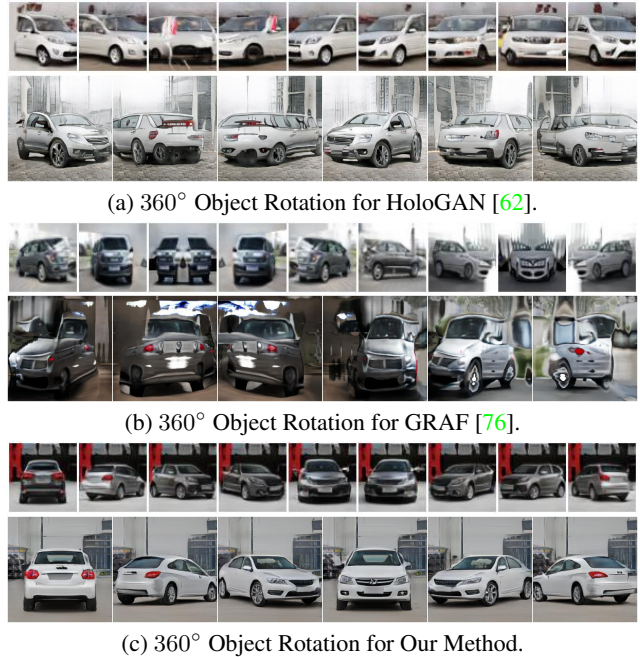 (a) 360° Object Rotation for HoloGAN [62].
(b) 360° Object Rotation for GRAF [76].
(c) 360° Object Rotation for Our Method.